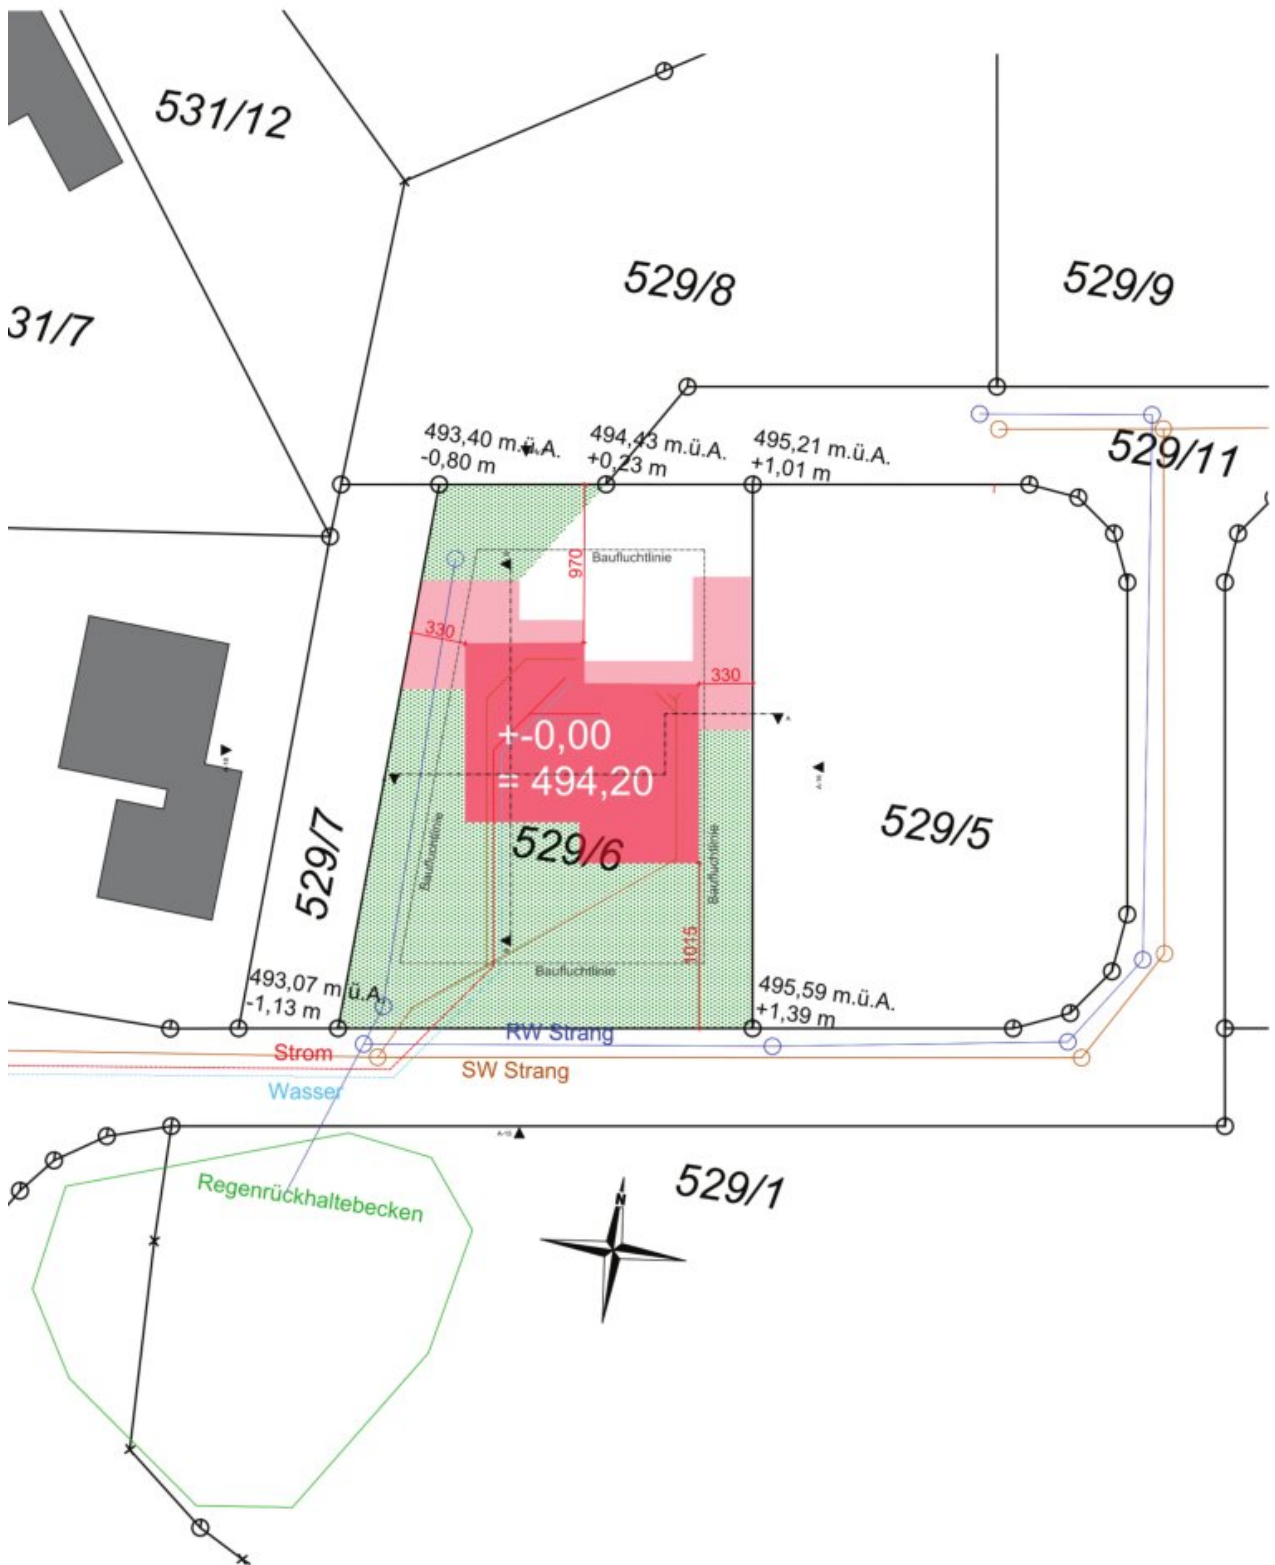 531/12
31/7
529/8
529/9
529/11
493,40 m.ü.A.
-0,80 m
494,43 m.ü.A.
+0,23 m
495,21 m.ü.A.
+1,01 m
Baufluchtlinie
970
330
330
+-0,00
= 494,20
529/6
529/5
529/7
Baufluchtlinie
Baufluchtlinie
1015
Baufluchtlinie
493,07 m.ü.A.
-1,13 m
495,59 m.ü.A.
+1,39 m
RW Strang
Strom
SW Strang
Wasser
529/1
Regenrückhaltebecken
N